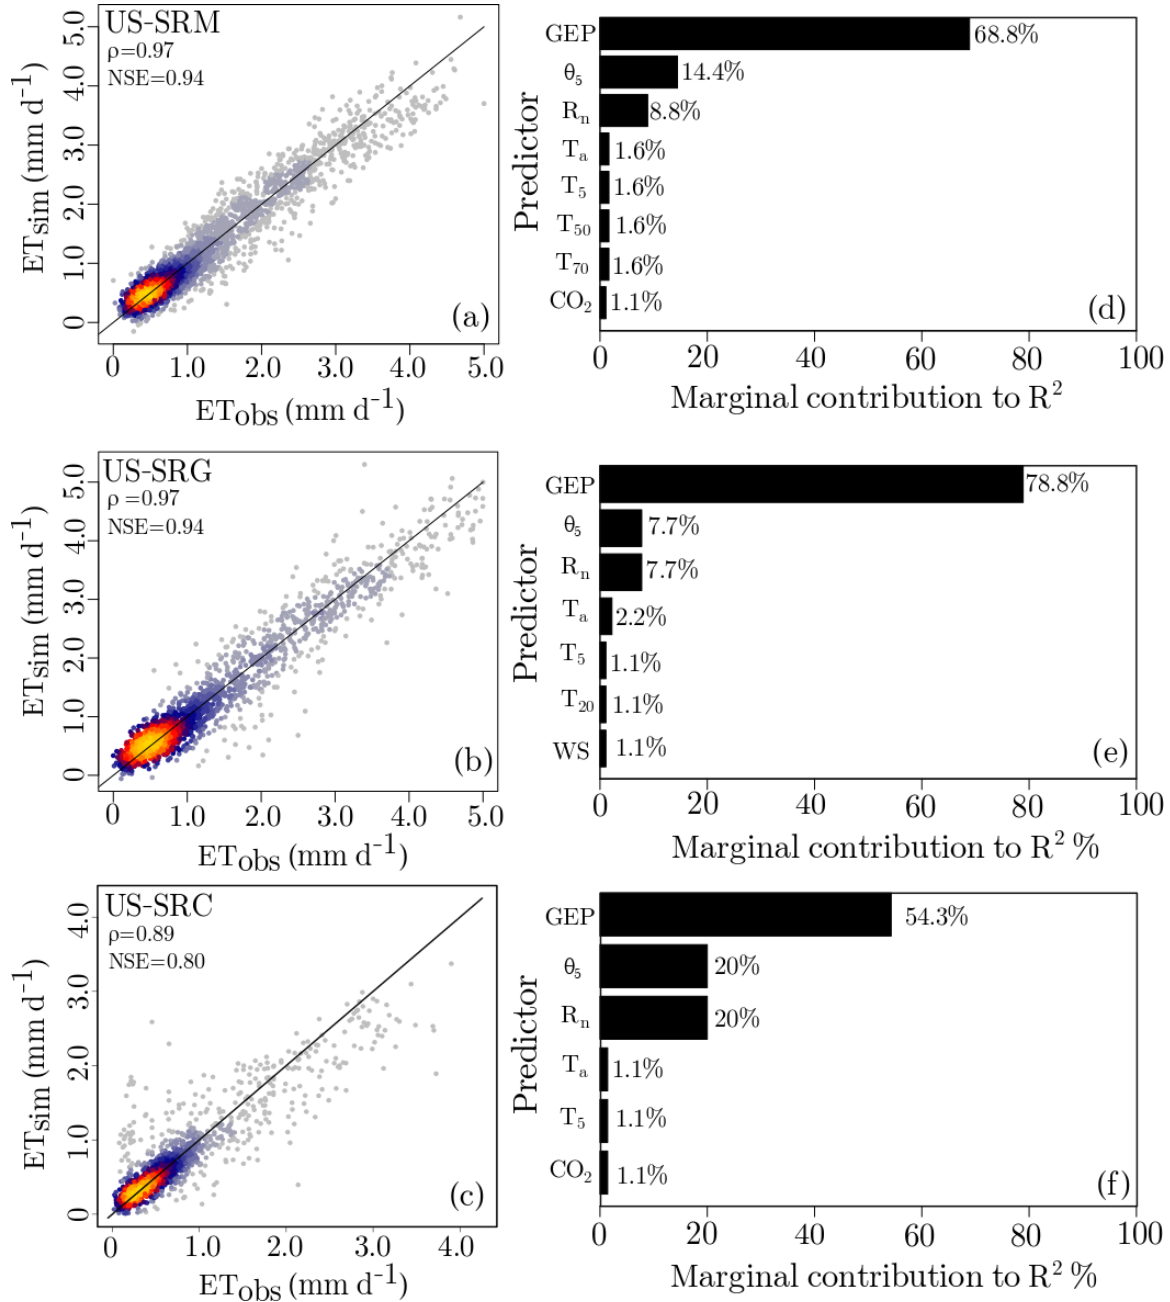 US-SRM
ρ=0.97
NSE=0.94
ETsim (mm d⁻¹)
5.0
4.0
3.0
2.0
1.0
0
(a)
0 1.0 2.0 3.0 4.0 5.0
ETobs (mm d⁻¹)
Predictor
GEP 68.8%
θ₅ 14.4%
Rₙ 8.8%
Tₐ 1.6%
T₅ 1.6%
T₅₀ 1.6%
T₇₀ 1.6%
CO₂ 1.1%
(d)
0 20 40 60 80 100
Marginal contribution to R²
US-SRG
ρ =0.97
NSE=0.94
ETsim (mm d⁻¹)
5.0
4.0
3.0
2.0
1.0
0
(b)
0 1.0 2.0 3.0 4.0 5.0
ETobs (mm d⁻¹)
Predictor
GEP 78.8%
θ₅ 7.7%
Rₙ 7.7%
Tₐ 2.2%
T₅ 1.1%
T₂₀ 1.1%
WS 1.1%
(e)
0 20 40 60 80 100
Marginal contribution to R² %
US-SRC
ρ=0.89
NSE=0.80
ETsim (mm d⁻¹)
4.0
3.0
2.0
1.0
0
(c)
0 1.0 2.0 3.0 4.0
ETobs (mm d⁻¹)
Predictor
GEP 54.3%
θ₅ 20%
Rₙ 20%
Tₐ 1.1%
T₅ 1.1%
CO₂ 1.1%
(f)
0 20 40 60 80 100
Marginal contribution to R² %